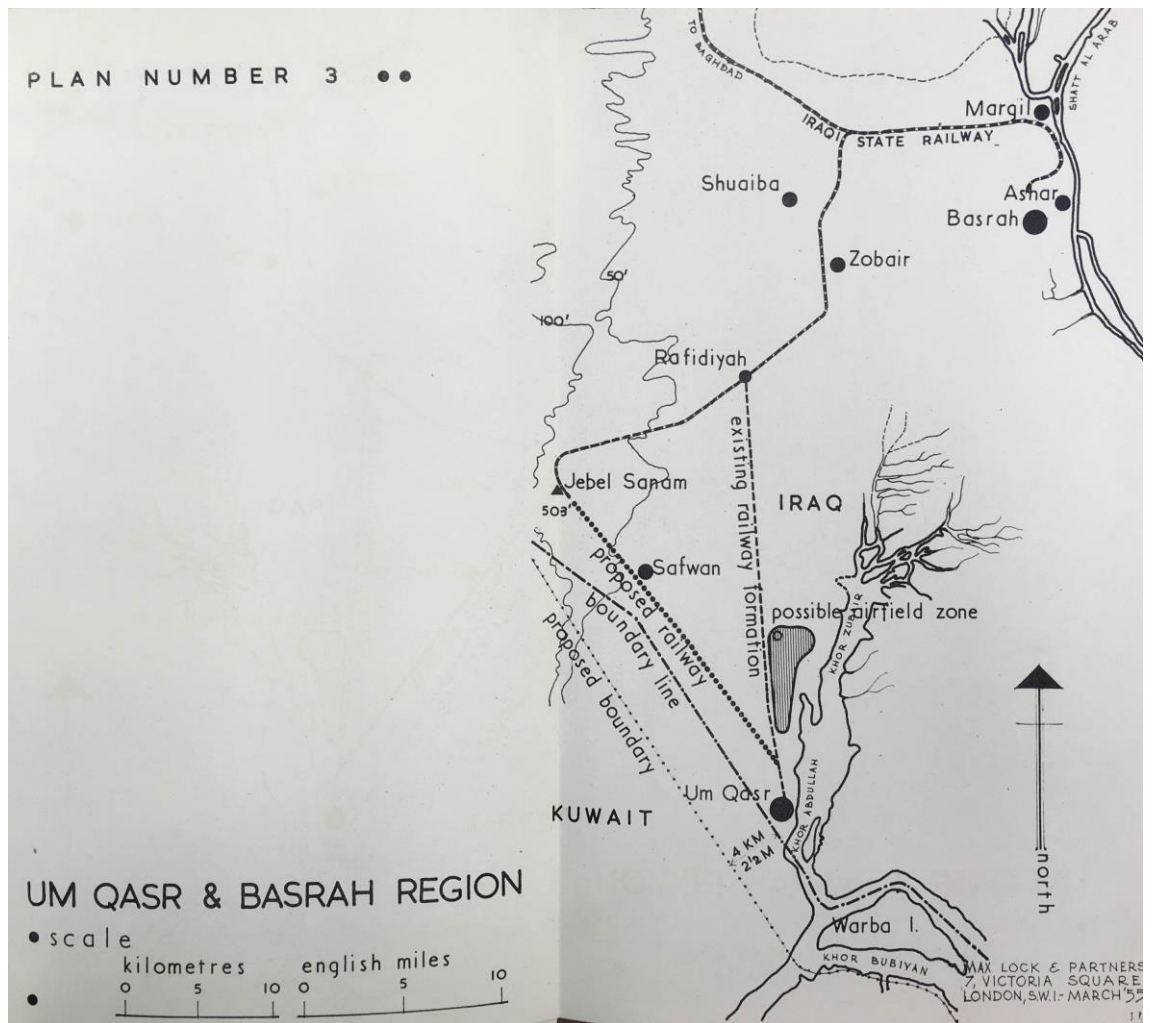 PLAN NUMBER 3
TO BAGHDAD
SHATT AL ARAB
Margil
IRAQI STATE RAILWAY
Shuaiba
Ashar
Basrah
Zobair
50'
100'
Rafidiyah
existing railway formation
Jebel Sanam
503'
IRAQ
Safwan
proposed railway
boundary line
proposed boundary
possible airfield zone
KHOR ZUBAIR
Um Qasr
KHOR ABDULLAH
KUWAIT
4 KM
2½M
north
UM QASR & BASRAH REGION
Warba I.
KHOR BUBIYAN
scale
kilometres
0 5 10
english miles
0 5 10
MAX LOCK & PARTNERS
7, VICTORIA SQUARE
LONDON, S.W.I.- MARCH '55